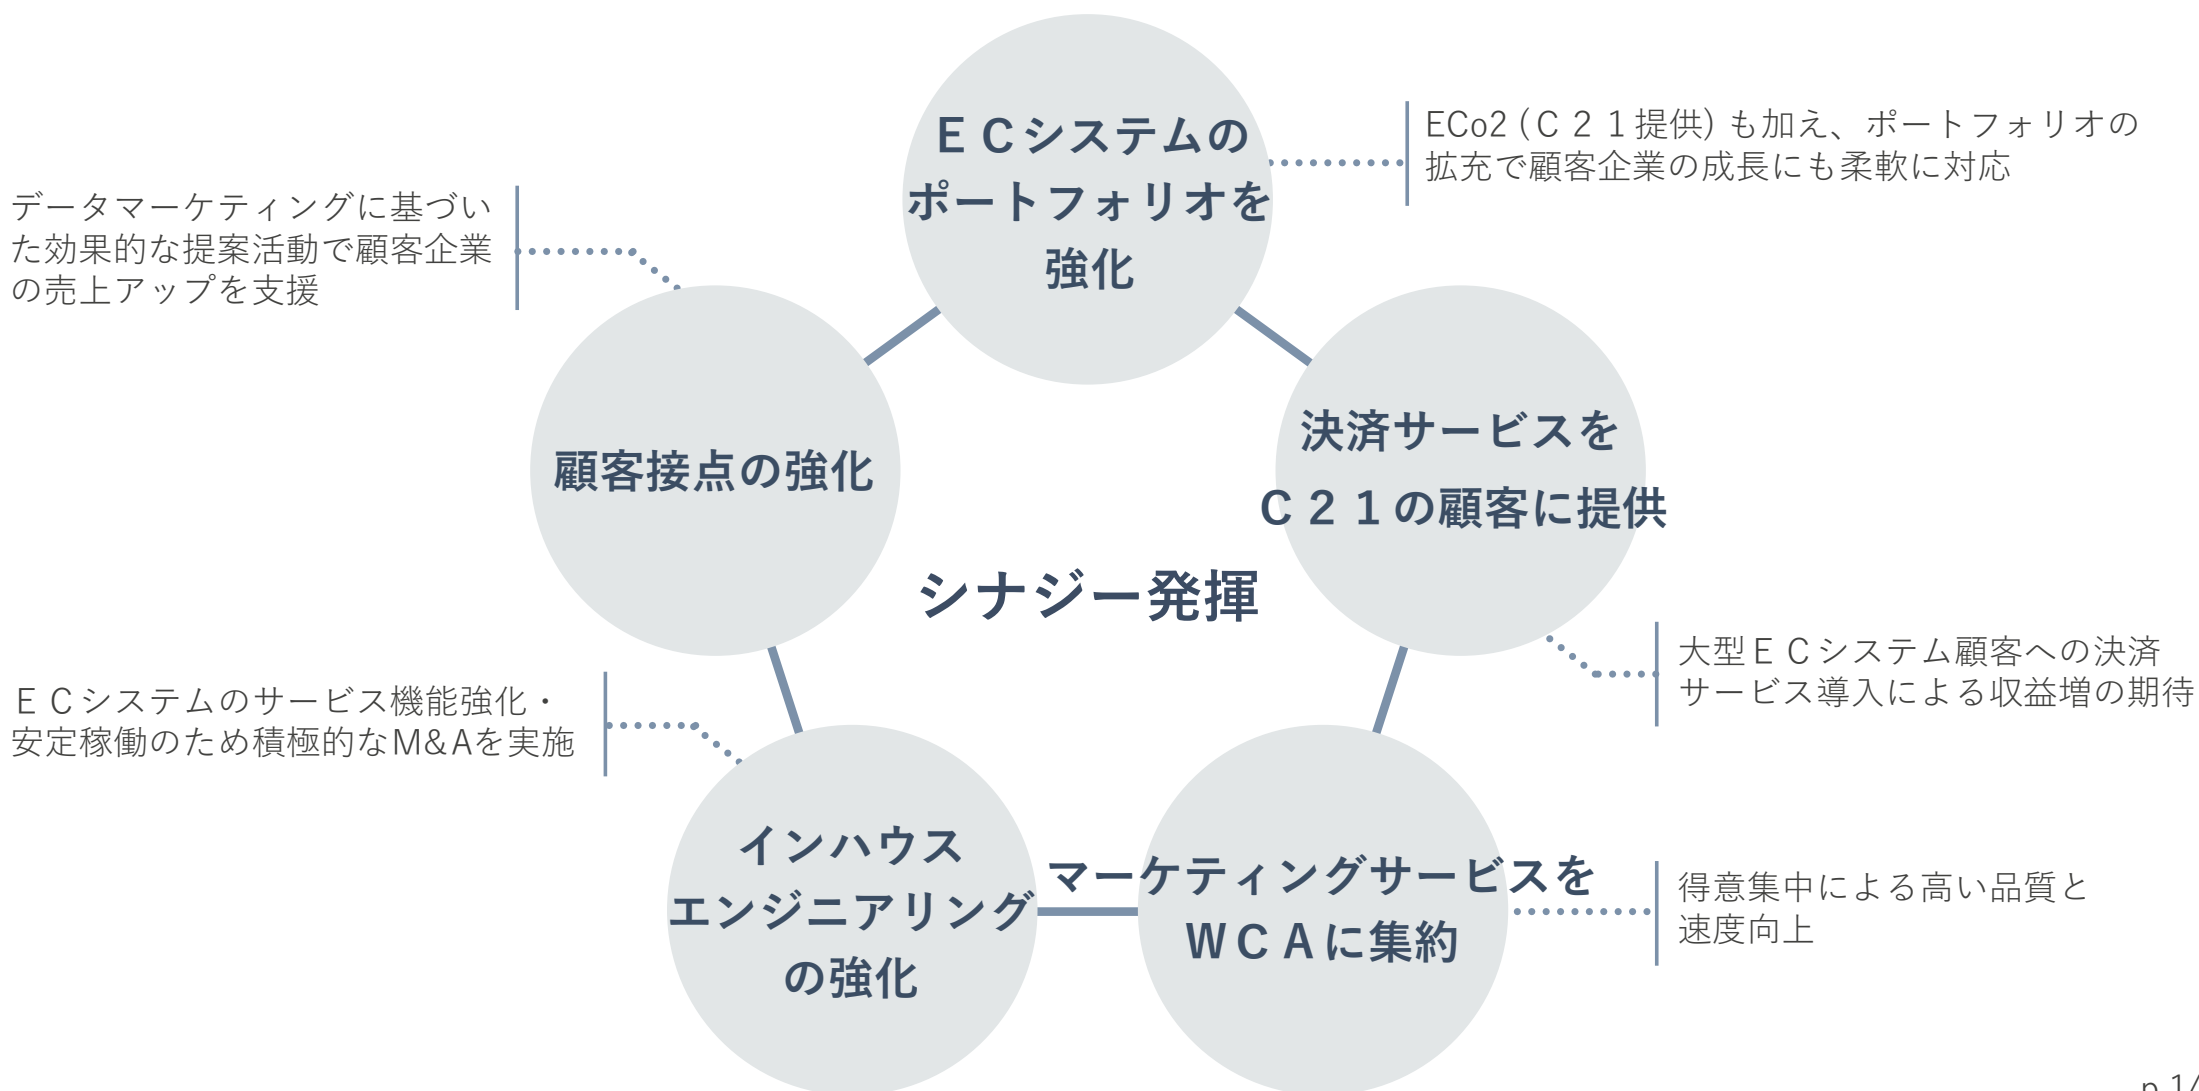 ＥＣシステムの
ポートフォリオを
強化
ECo2 (Ｃ２１提供) も加え、ポートフォリオの
拡充で顧客企業の成長にも柔軟に対応
データマーケティングに基づい
た効果的な提案活動で顧客企業
の売上アップを支援
顧客接点の強化
決済サービスを
Ｃ２１の顧客に提供
シナジー発揮
大型ＥＣシステム顧客への決済
サービス導入による収益増の期待
ＥＣシステムのサービス機能強化・
安定稼働のため積極的なM&Aを実施
インハウス
エンジニアリング
の強化
マーケティングサービスを
ＷＣＡに集約
得意集中による高い品質と
速度向上